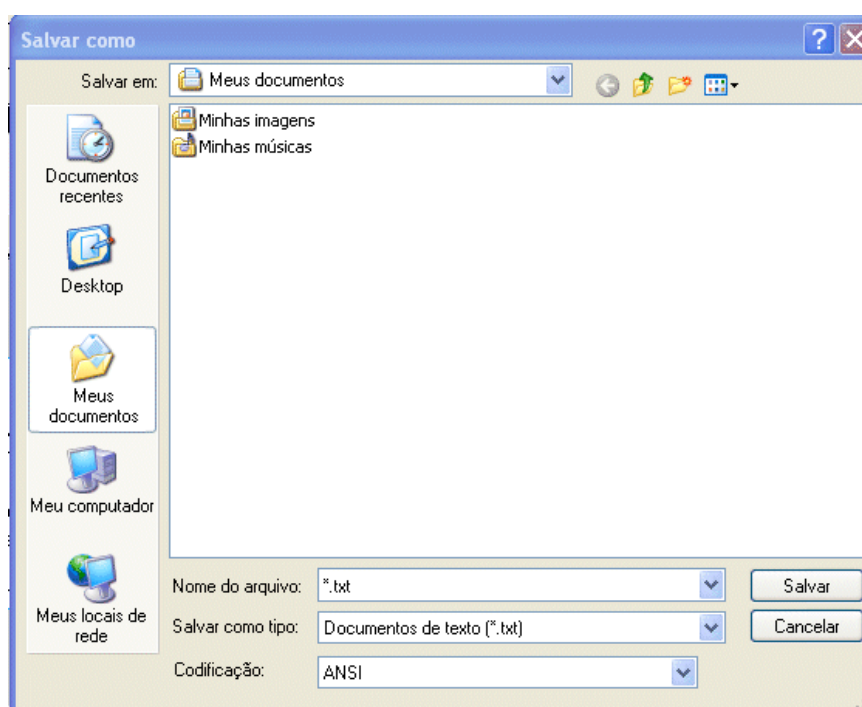 Salvar como
Salvar em:
Meus documentos
Minhas imagens
Minhas músicas
Documentos
recentes
Desktop
Meus
documentos
Meu computador
Meus locais de
rede
Nome do arquivo:
*.txt
Salvar
Salvar como tipo:
Documentos de texto (*.txt)
Cancelar
Codificação:
ANSI